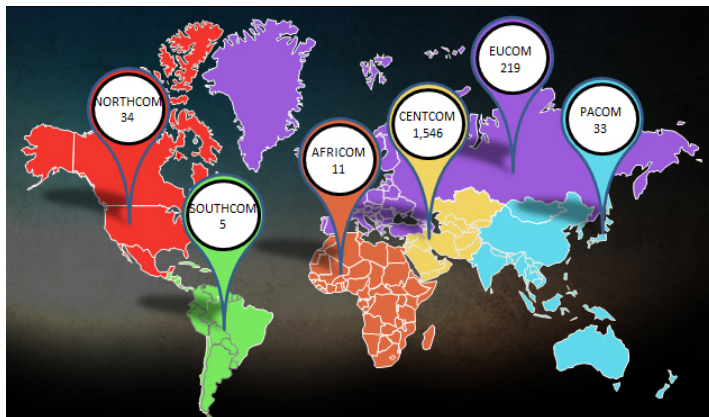 NORTHCOM
34
SOUTHCOM
5
AFRICOM
11
CENTCOM
1,546
EUCOM
219
PACOM
33